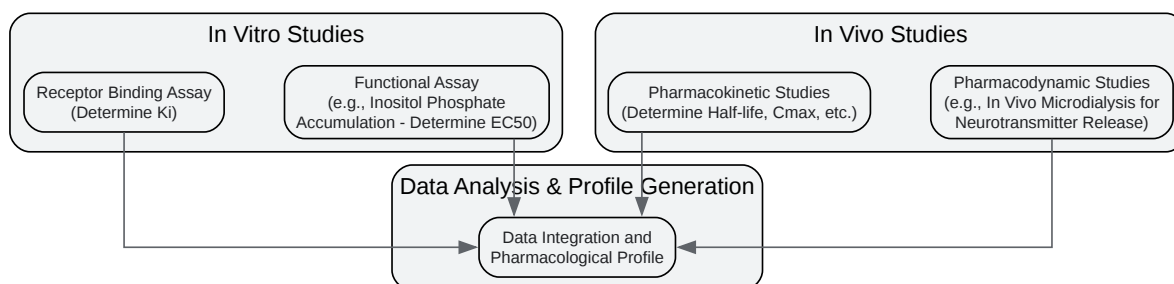 In Vitro Studies
Receptor Binding Assay
(Determine Ki)
Functional Assay
(e.g., Inositol Phosphate
Accumulation - Determine EC50)
In Vivo Studies
Pharmacokinetic Studies
(Determine Half-life, Cmax, etc.)
Pharmacodynamic Studies
(e.g., In Vivo Microdialysis for
Neurotransmitter Release)
Data Analysis & Profile Generation
Data Integration and
Pharmacological Profile